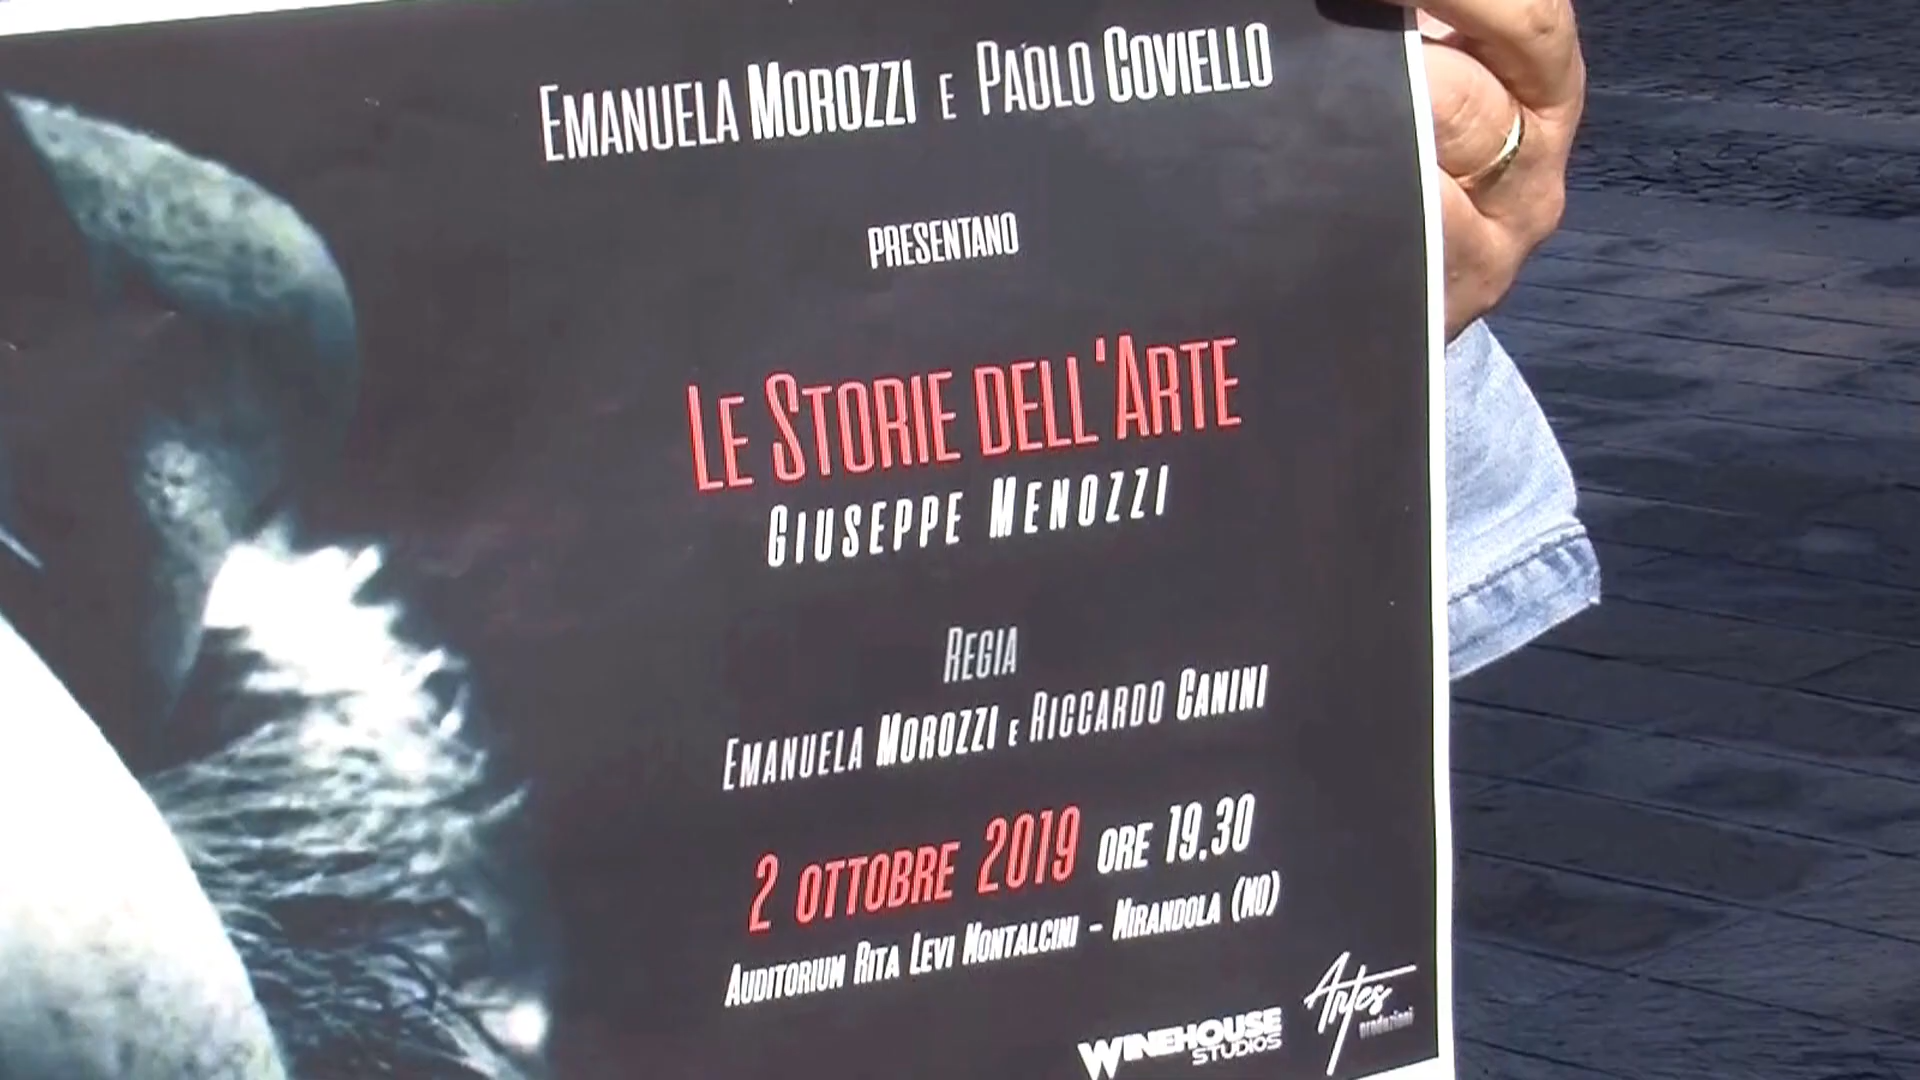 EMANUELA MOROZZI E PAOLO COVIELLO
PRESENTANO
LE STORIE DELL'ARTE
GIUSEPPE MENOZZI
REGIA
EMANUELA MOROZZI E RICCARDO CANINI
2 OTTOBRE 2019 ORE 19.30
AUDITORIUM RITA LEVI MONTALCINI - MIRANDOLA (MO)
WINEHOUSE
STUDIOS
Artes
produzioni